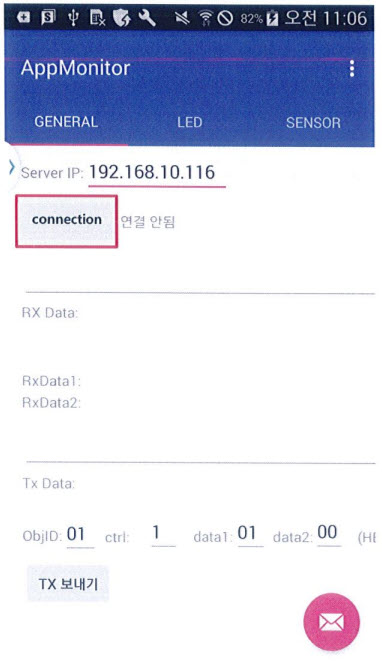 82% 오전 11:06
AppMonitor
GENERAL LED SENSOR
Server IP: 192.168.10.116
connection 연결 안됨
RX Data:
RxData1:
RxData2:
Tx Data:
ObjID: 01 ctrl: 1 data1: 01 data2: 00 (HE
TX 보내기